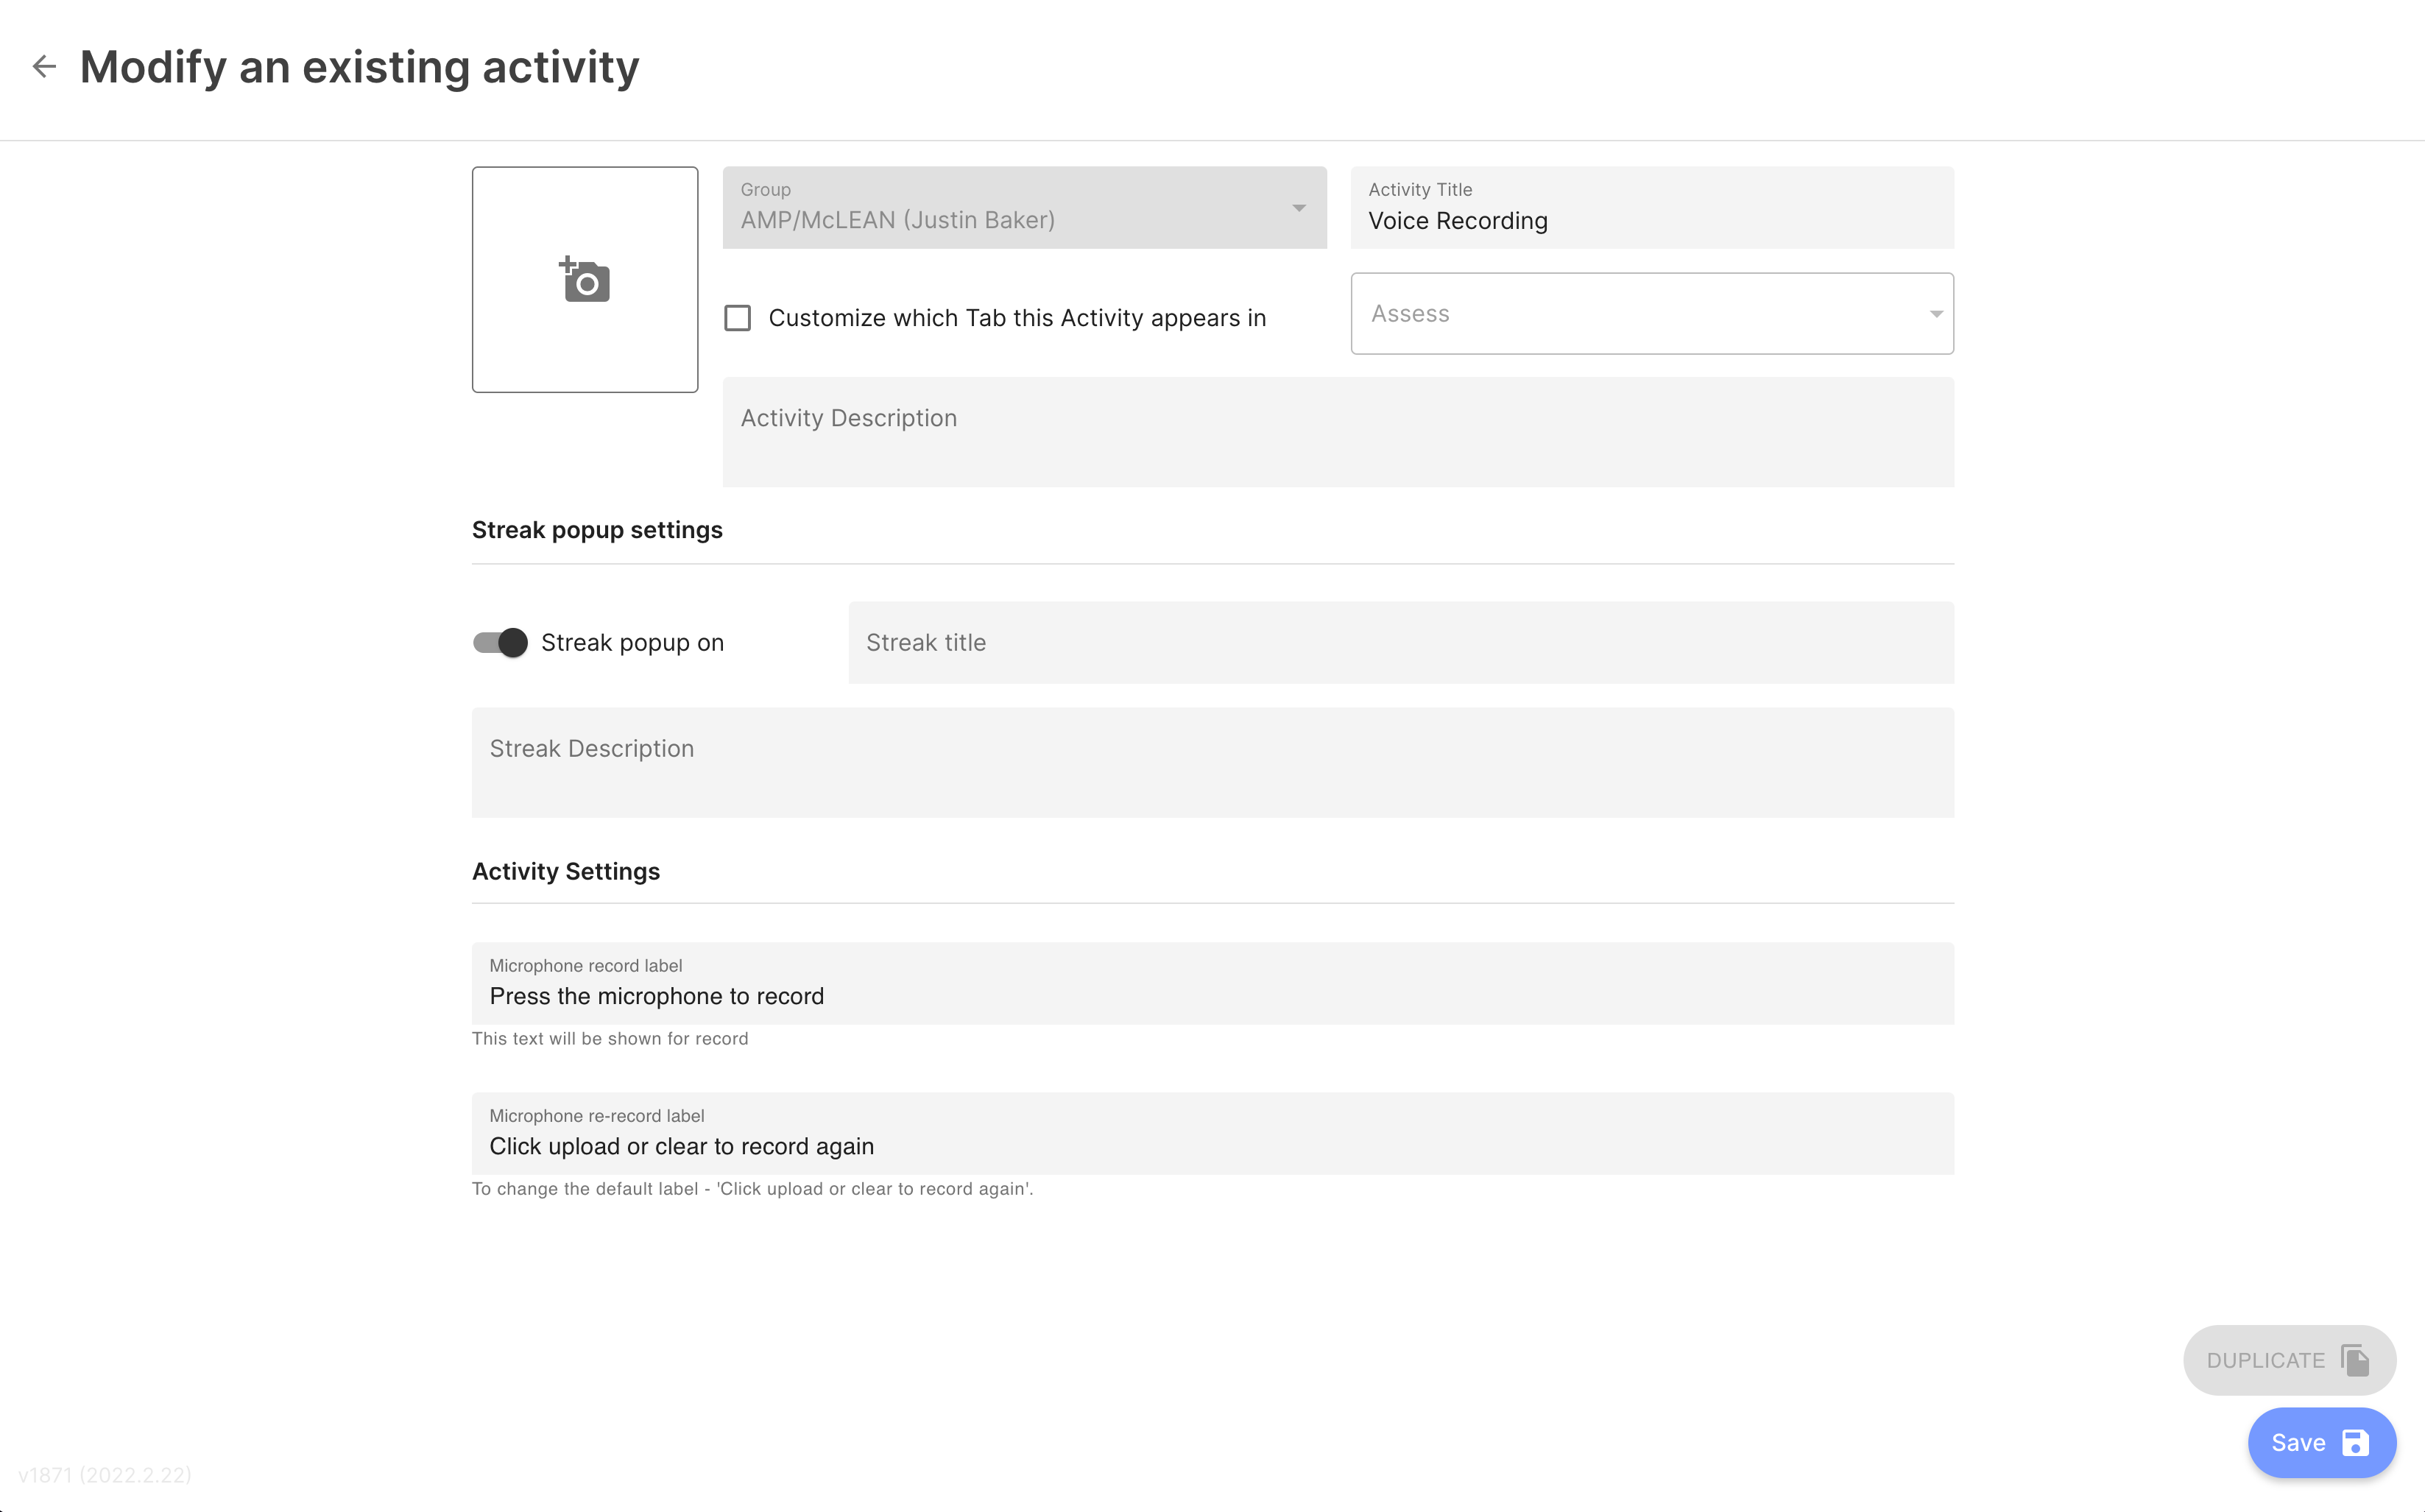 Modify an existing activity
Group
AMP/McLEAN (Justin Baker)
Activity Title
Voice Recording
Customize which Tab this Activity appears in
Assess
Activity Description
Streak popup settings
Streak popup on
Streak title
Streak Description
Activity Settings
Microphone record label
Press the microphone to record
This text will be shown for record
Microphone re-record label
Click upload or clear to record again
To change the default label - 'Click upload or clear to record again'.
DUPLICATE
Save
v1871 (2022.2.22)